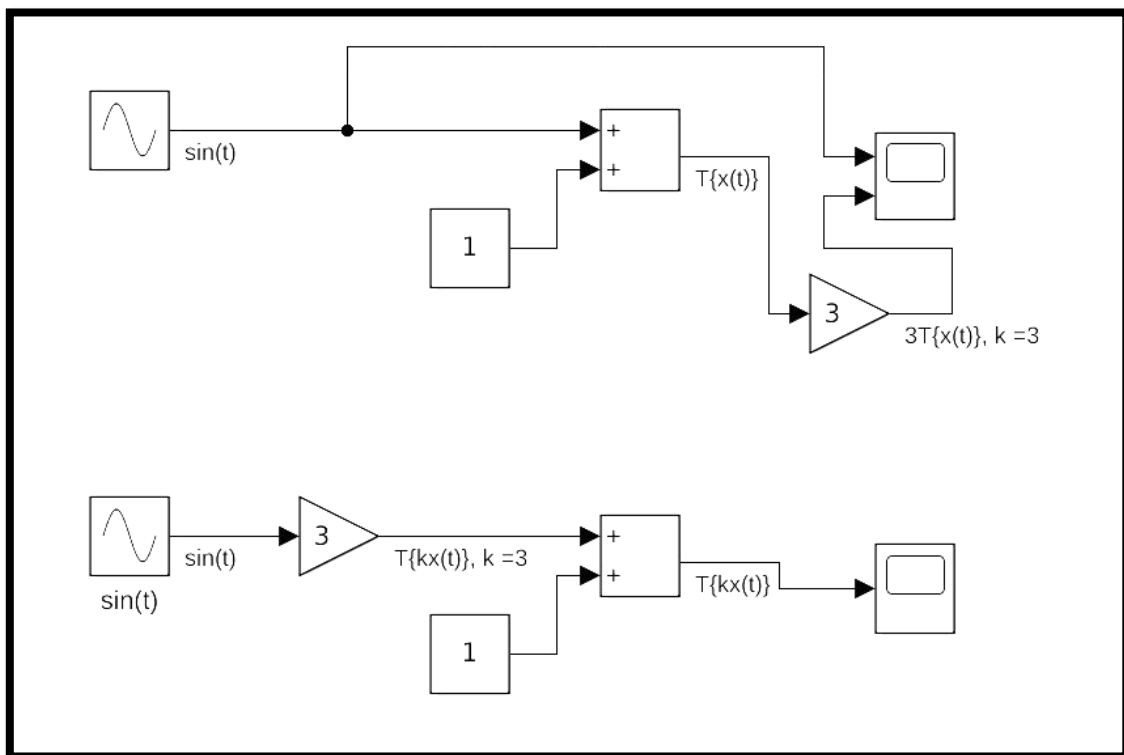 sin(t)
+
+
T{x(t)}
1
3
3T{x(t)}, k =3
3
+
+
sin(t)
T{kx(t)}, k =3
T{kx(t)}
sin(t)
1